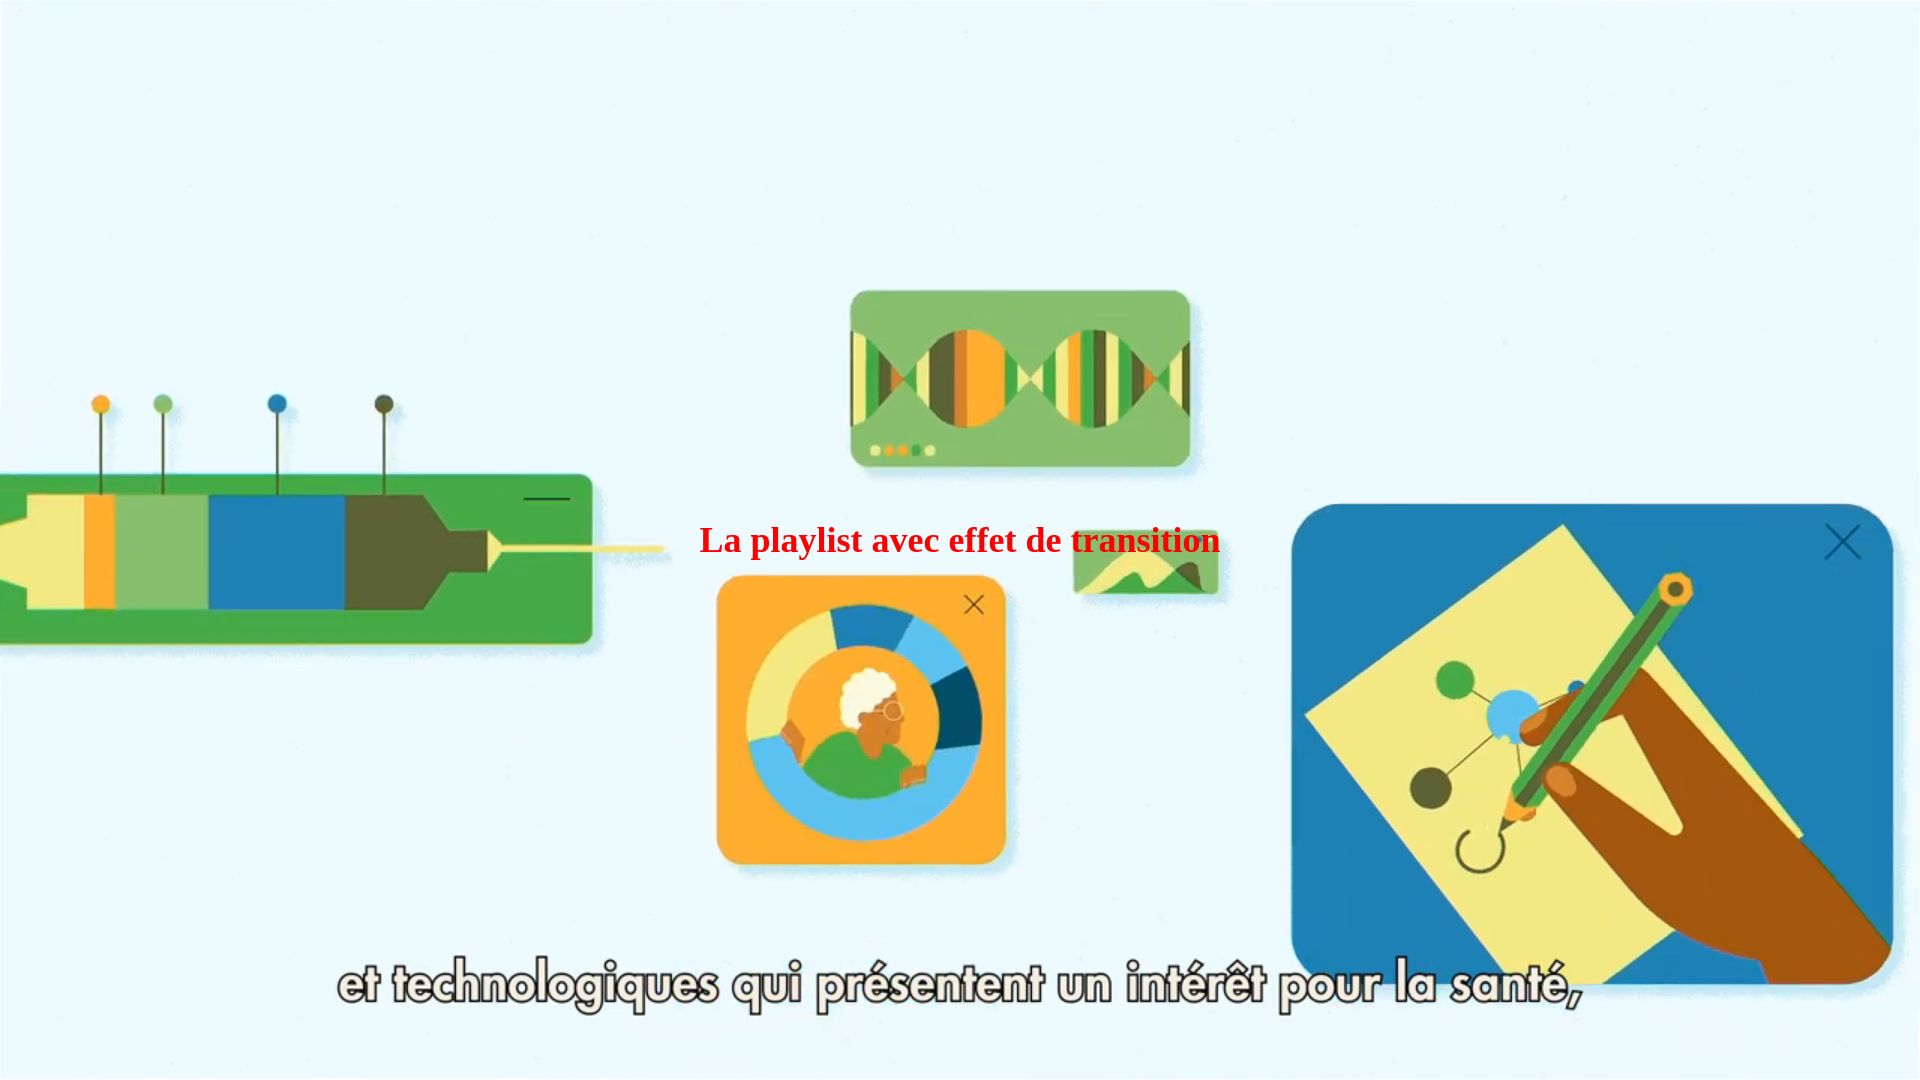 La playlist avec effet de transition
et technologiques qui présentent un intérêt pour la santé,